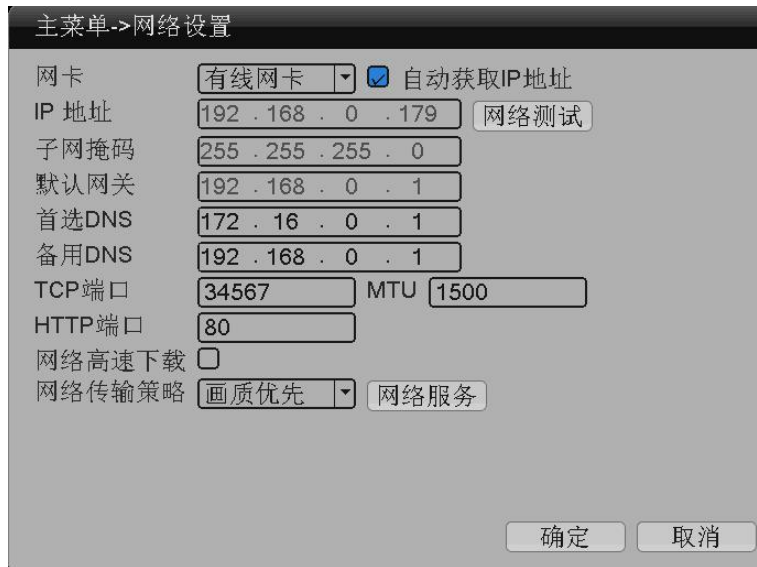 主菜单->网络设置
网卡 有线网卡 自动获取IP地址
IP 地址 192 . 168 . 0 . 179 网络测试
子网掩码 255 . 255 . 255 . 0
默认网关 192 . 168 . 0 . 1
首选DNS 172 . 16 . 0 . 1
备用DNS 192 . 168 . 0 . 1
TCP端口 34567 MTU 1500
HTTP端口 80
网络高速下载
网络传输策略 画质优先 网络服务
确定 取消